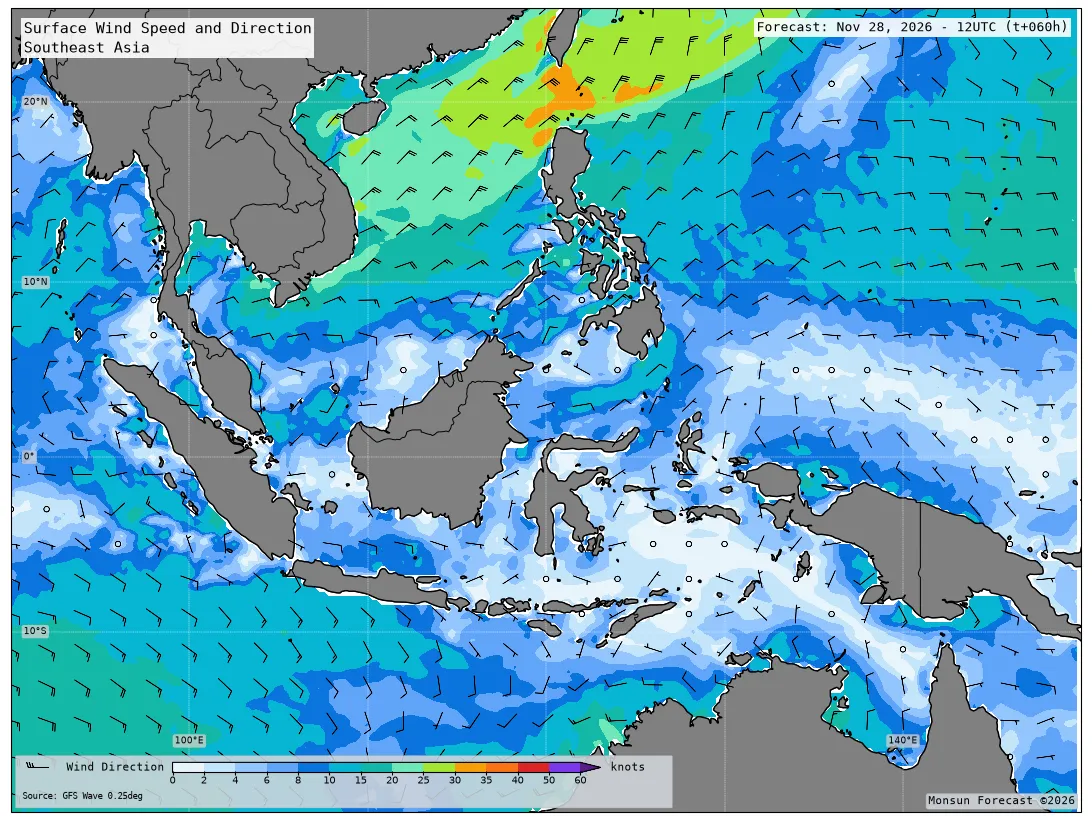 Surface Wind Speed and Direction
Southeast Asia
Forecast: Nov 28, 2026 - 12UTC (t+060h)
20°N
10°N
0°
10°S
100°E
140°E
Wind Direction
0 2 4 6 8 10 15 20 25 30 35 40 50 60
knots
Source: GFS Wave 0.25deg
Monsun Forecast ©2026